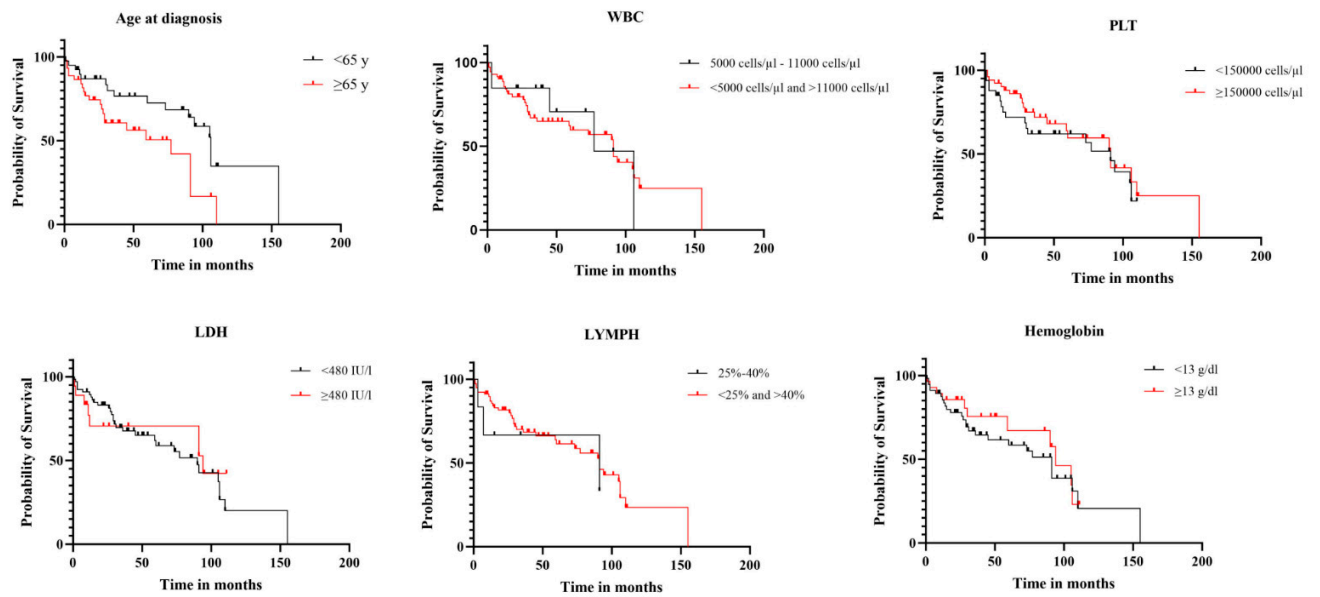 Age at diagnosis
<65 y
≥65 y
Probability of Survival
100
50
0
0 50 100 150 200
Time in months
WBC
5000 cells/µl - 11000 cells/µl
<5000 cells/µl and >11000 cells/µl
Probability of Survival
100
50
0
0 50 100 150 200
Time in months
PLT
<150000 cells/µl
≥150000 cells/µl
Probability of Survival
100
50
0
0 50 100 150 200
Time in months
LDH
<480 IU/l
≥480 IU/l
Probability of Survival
100
50
0
0 50 100 150 200
Time in months
LYMPH
25%-40%
<25% and >40%
Probability of Survival
100
50
0
0 50 100 150 200
Time in months
Hemoglobin
<13 g/dl
≥13 g/dl
Probability of Survival
100
50
0
0 50 100 150 200
Time in months